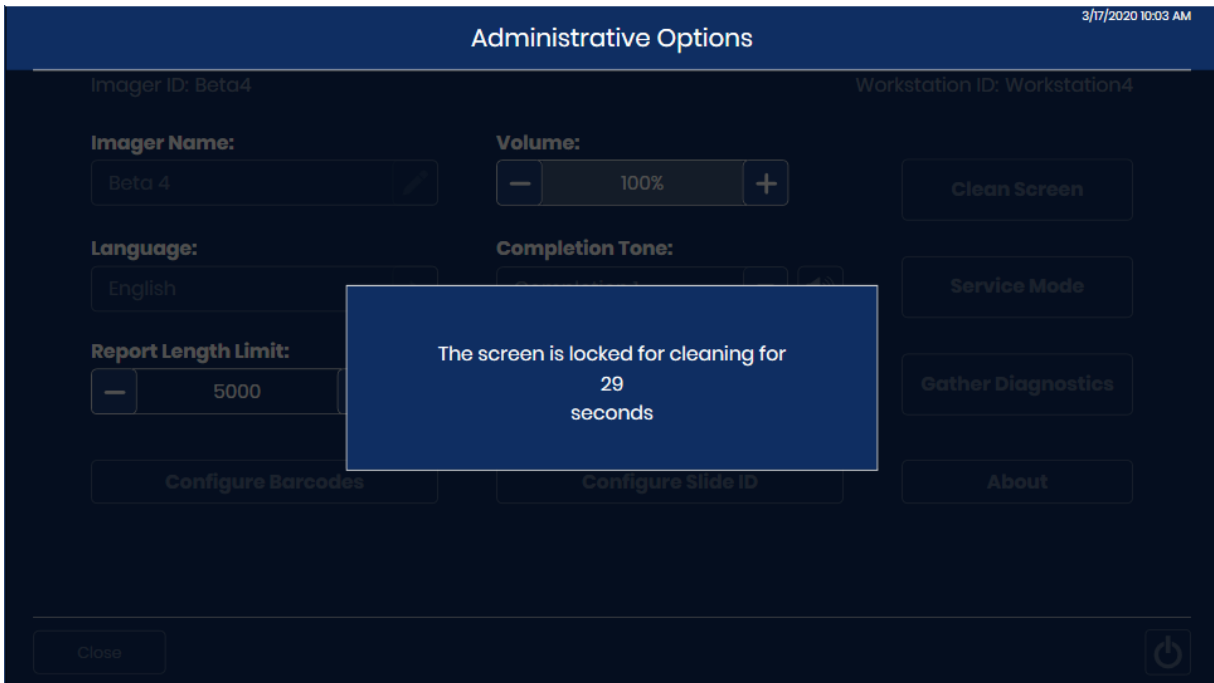 3/17/2020 10:03 AM
Administrative Options
Imager ID: Beta4
Workstation ID: Workstation4
Imager Name:
Volume:
Beta 4
100%
Clean Screen
Language:
Completion Tone:
English
Service Mode
Report Length Limit:
The screen is locked for cleaning for
29
seconds
5000
Gather Diagnostics
Configure Barcodes
Configure Slide ID
About
Close